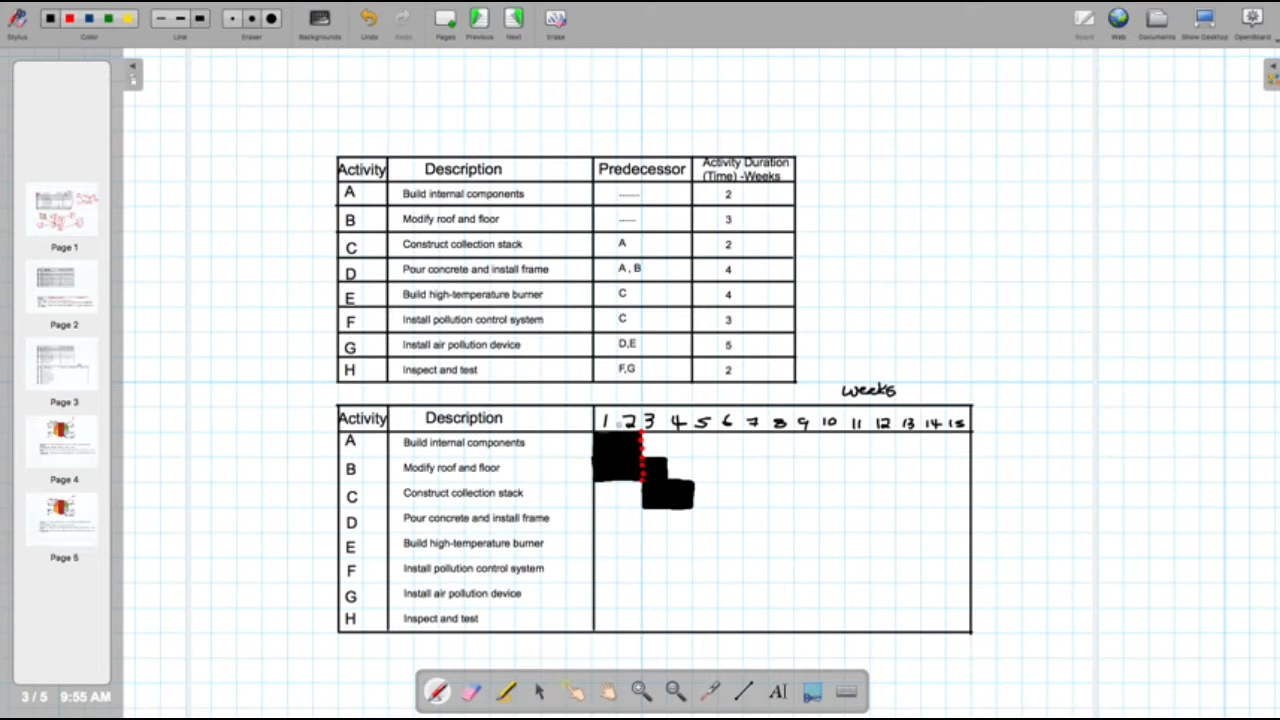 Stylus Color Line Eraser Backgrounds Undo Redo Pages Previous Next Erase Board Web Documents Show Desktop OpenBoard
Page 1
Page 2
Page 3
Page 4
Page 5
3 / 5 9:55 AM
Activity Description Predecessor Activity Duration (Time) -Weeks
A Build internal components ....... 2
B Modify roof and floor ...... 3
C Construct collection stack A 2
D Pour concrete and install frame A , B 4
E Build high-temperature burner C 4
F Install pollution control system C 3
G Install air pollution device D,E 5
H Inspect and test F,G 2
weeks
Activity Description 1 2 3 4 5 6 7 8 9 10 11 12 13 14 15
A Build internal components
B Modify roof and floor
C Construct collection stack
D Pour concrete and install frame
E Build high-temperature burner
F Install pollution control system
G Install air pollution device
H Inspect and test
AI